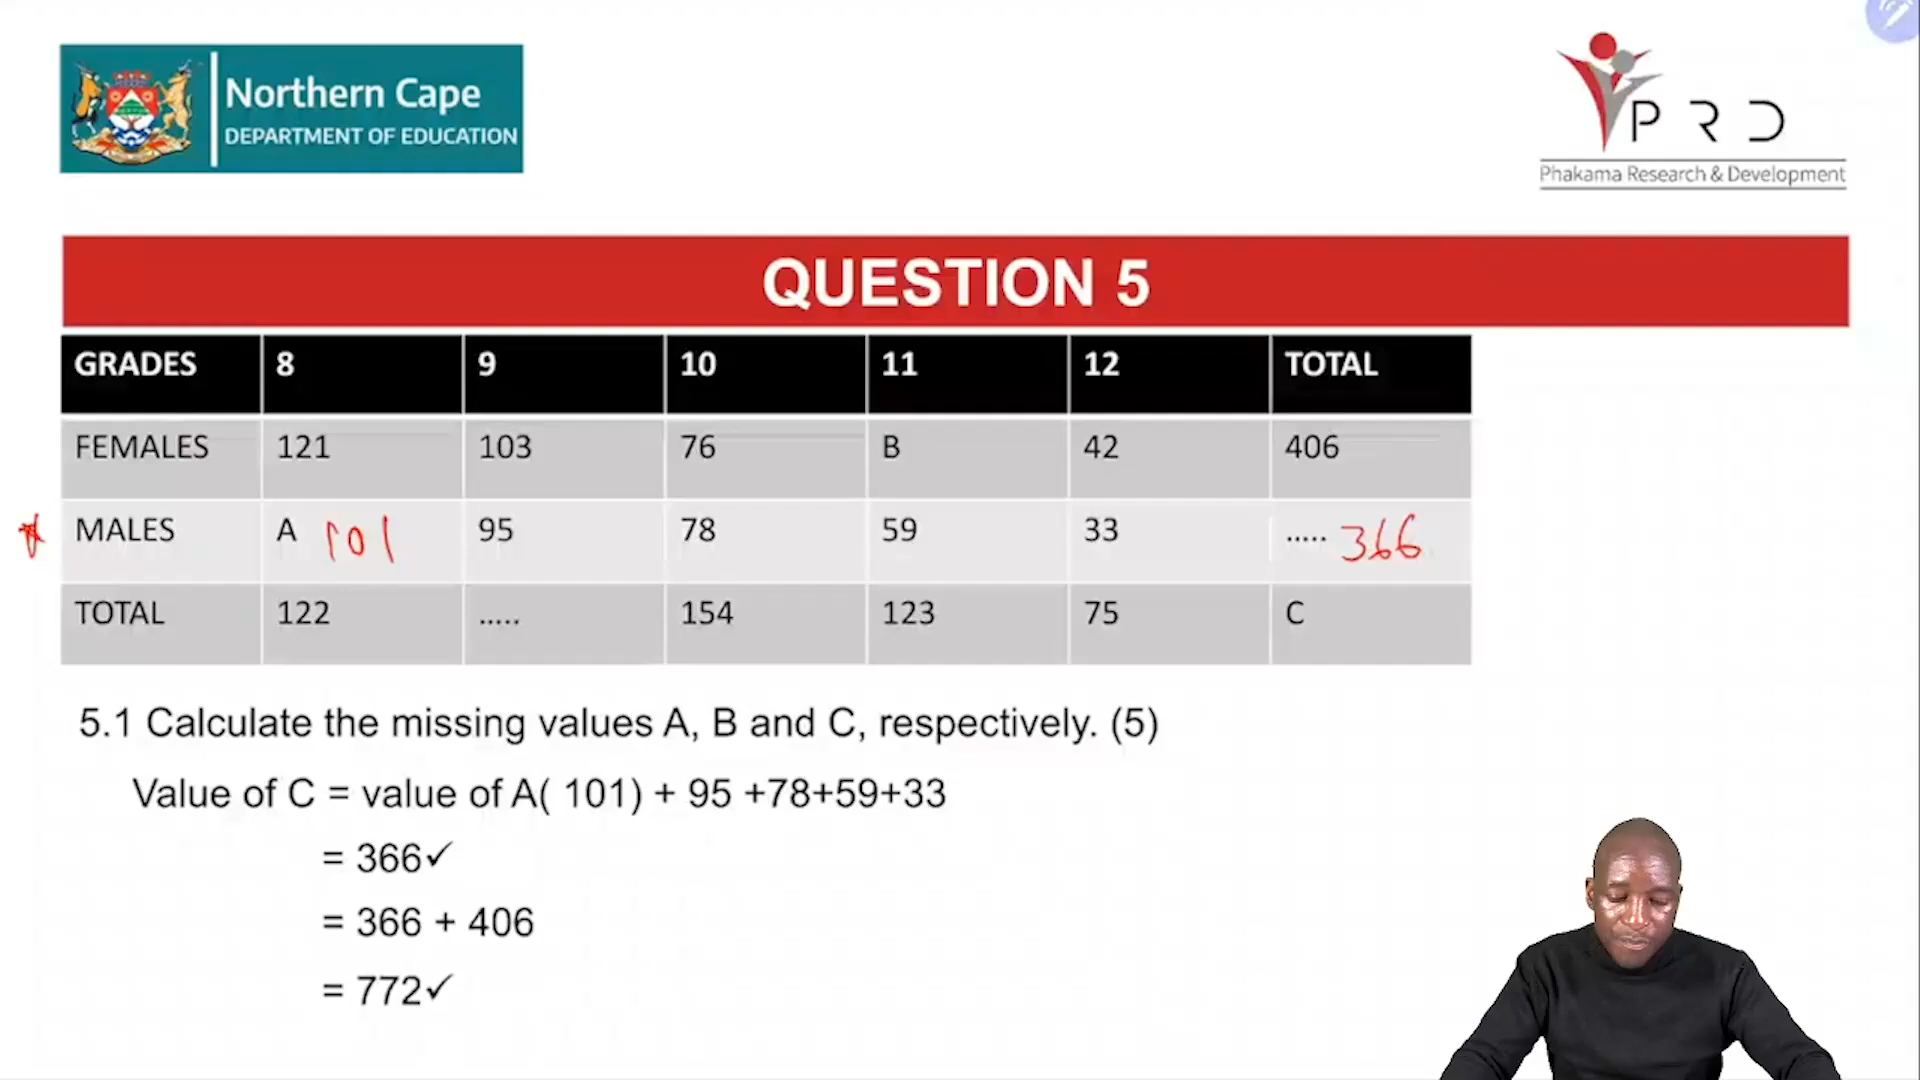 Northern Cape
DEPARTMENT OF EDUCATION
PRD
Phakama Research & Development
QUESTION 5
GRADES 8 9 10 11 12 TOTAL
FEMALES 121 103 76 B 42 406
MALES A 101 95 78 59 33 ..... 366
TOTAL 122 ..... 154 123 75 C
5.1 Calculate the missing values A, B and C, respectively. (5)
Value of C = value of A( 101) + 95 +78+59+33
= 366✓
= 366 + 406
= 772✓